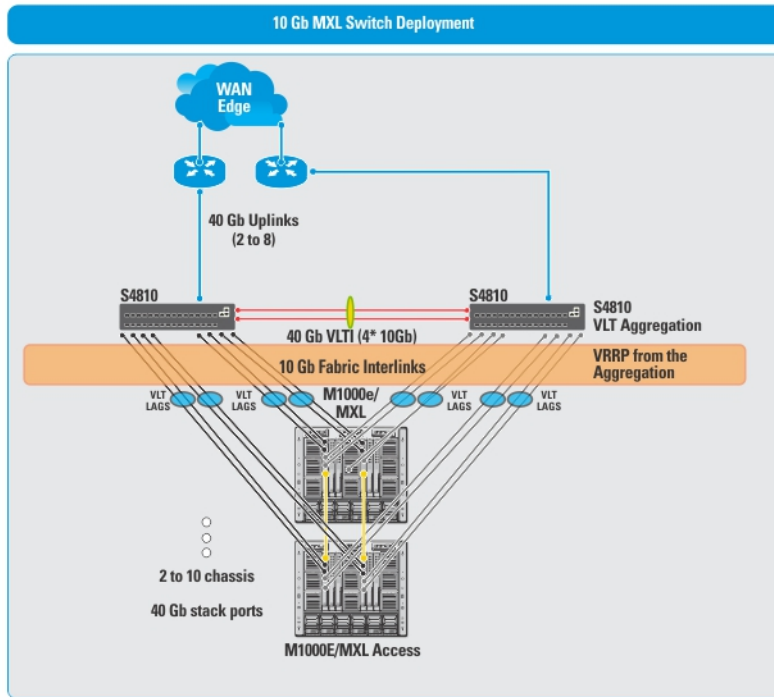 10 Gb MXL Switch Deployment
WAN
Edge
40 Gb Uplinks
(2 to 8)
S4810
S4810
S4810
VLT Aggregation
40 Gb VLTI (4* 10Gb)
10 Gb Fabric Interlinks
VRRP from the
Aggregation
VLT
LAGS
VLT
LAGS
M1000e/
MXL
VLT
LAGS
VLT
LAGS
2 to 10 chassis
40 Gb stack ports
M1000E/MXL Access